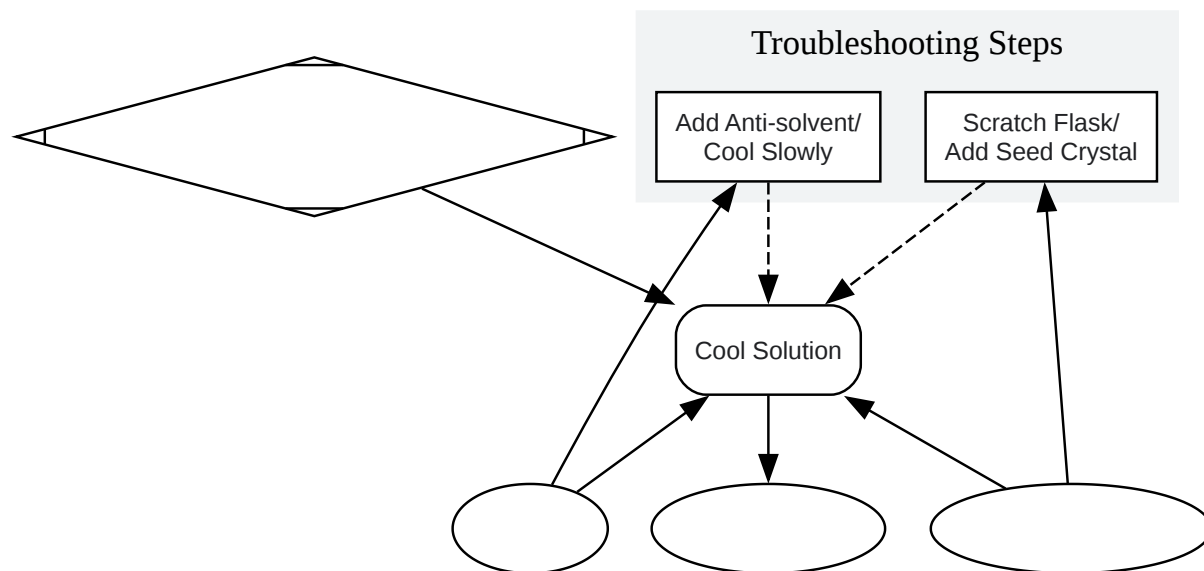 Troubleshooting Steps
Add Anti-solvent/
Cool Slowly
Scratch Flask/
Add Seed Crystal
Cool Solution